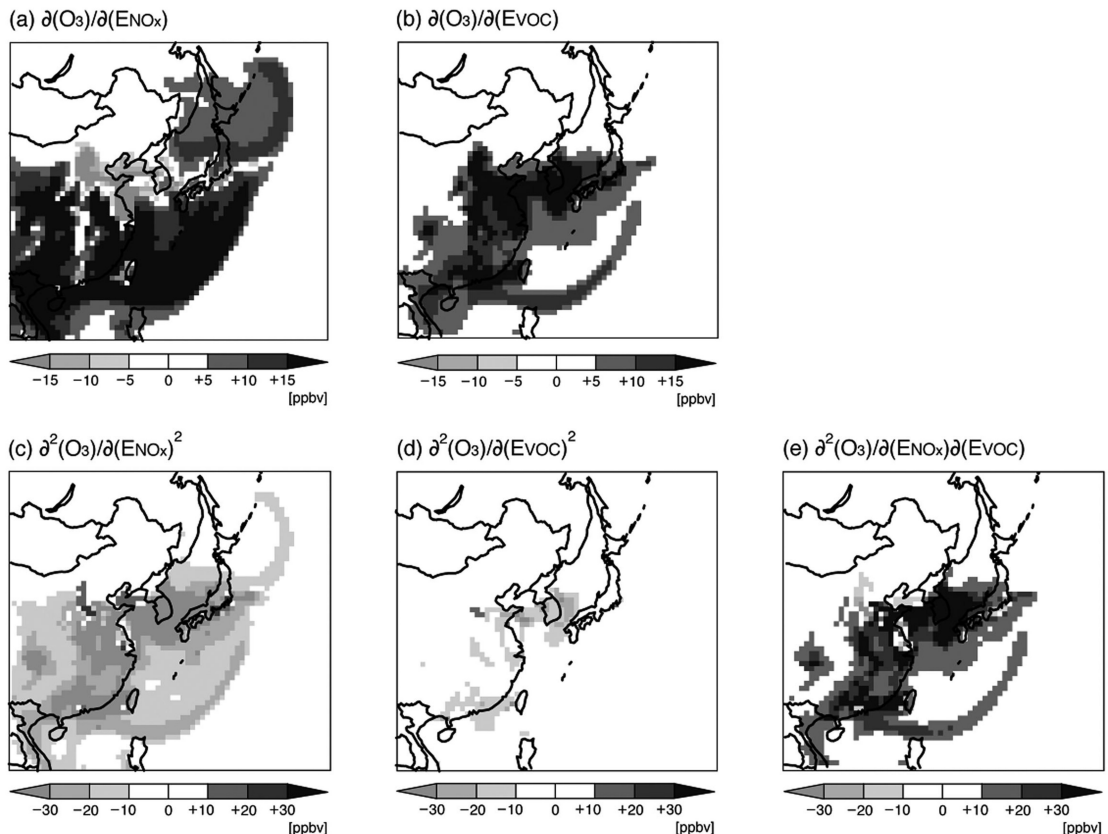 (a) ∂(O₃)/∂(ENOx)
(b) ∂(O₃)/∂(EVOC)
−15 −10 −5 0 +5 +10 +15
[ppbv]
−15 −10 −5 0 +5 +10 +15
[ppbv]
(c) ∂²(O₃)/∂(ENOx)²
(d) ∂²(O₃)/∂(EVOC)²
(e) ∂²(O₃)/∂(ENOx)∂(EVOC)
−30 −20 −10 0 +10 +20 +30
[ppbv]
−30 −20 −10 0 +10 +20 +30
[ppbv]
−30 −20 −10 0 +10 +20 +30
[ppbv]